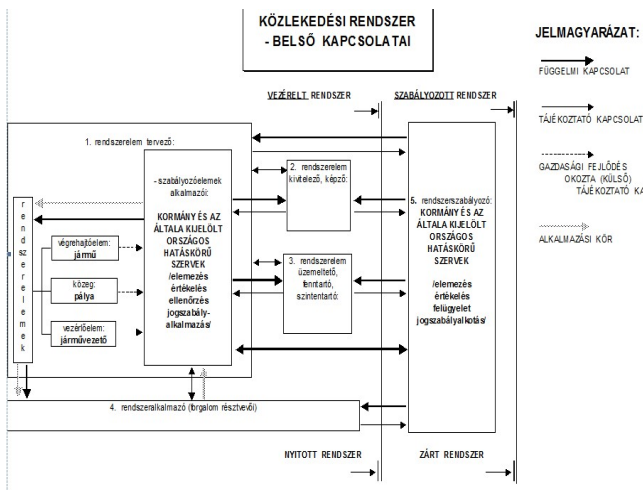 KÖZLEKEDÉSI RENDSZER
- BELSŐ KAPCSOLATAI
JELMAGYARÁZAT:
FÜGGELMI KAPCSOLAT
TÁJÉKOZTATÓ KAPCSOLAT
GAZDASÁGI FEJLŐDÉS
OKOZTA (KÜLSŐ)
TÁJÉKOZTATÓ KA
ALKALMAZÁSI KÖR
VEZÉRELT RENDSZER
SZABÁLYOZOTT RENDSZER
1. rendszerelem tervező:
- szabályozóelemek
alkalmazó:
KORMÁNY ÉS AZ
ÁLTALA KIJELÖLT
ORSZÁGOS
HATÁSKÖRŰ
SZERVEK
/elemezés
értékelés
ellenőrzés
jogszabály-
alkalmazás/
rendszerelemek
végrehajtóelem:
jármű
közeg:
pálya
vezérlőelem:
járművezető
2. rendszerelem
kivitelező, képző:
3. rendszerelem
üzemeltető,
fenntartó,
szintentartó:
5. rendszerszabályozó:
KORMÁNY ÉS AZ
ÁLTALA KIJELÖLT
ORSZÁGOS
HATÁSKÖRŰ
SZERVEK
/elemezés
értékelés
felügyelet
jogszabályalkotás/
4. rendszeralkalmazó (forgalom résztvevői)
NYITOTT RENDSZER
ZÁRT RENDSZER